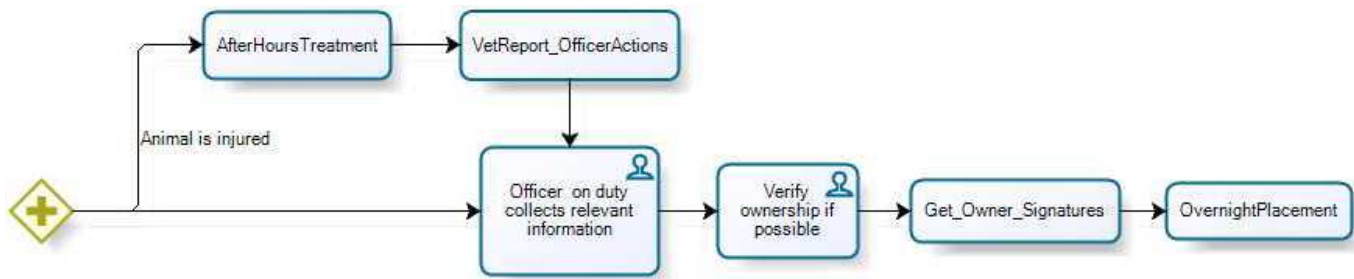 AfterHoursTreatment
VetReport_OfficerActions
Animal is injured
Officer on duty
collects relevant
information
Verify
ownership if
possible
Get_Owner_Signatures
OvernightPlacement